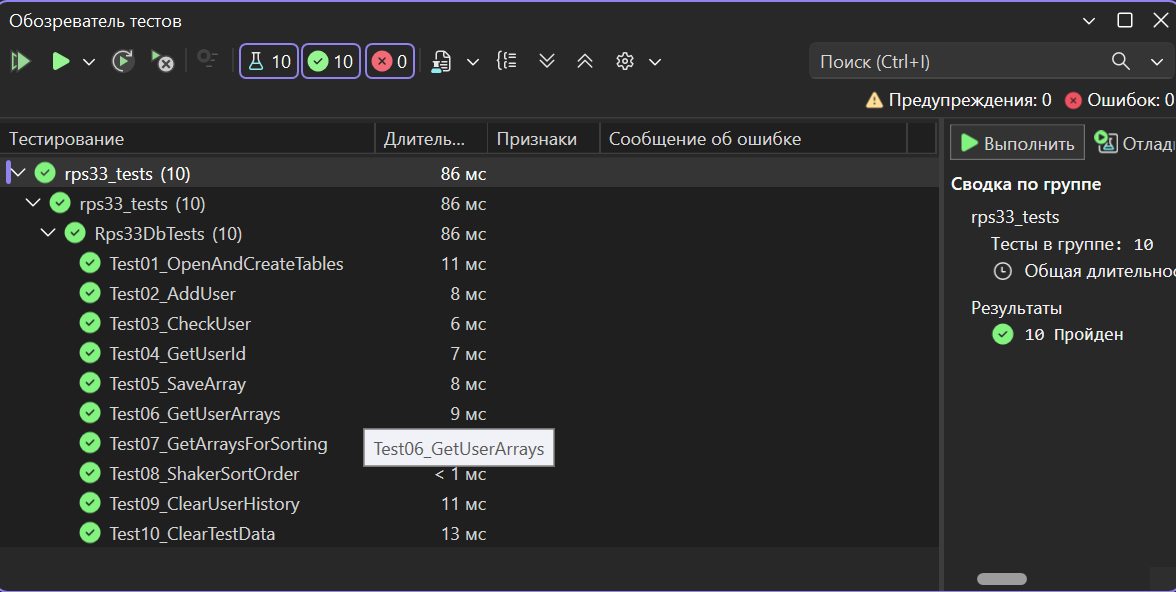 Обозреватель тестов
10 10 0
Поиск (Ctrl+I)
Предупреждения: 0 Ошибок: 0
Тестирование Длитель... Признаки Сообщение об ошибке
Выполнить Отлад
rps33_tests (10) 86 мс
rps33_tests (10) 86 мс
Rps33DbTests (10) 86 мс
Test01_OpenAndCreateTables 11 мс
Test02_AddUser 8 мс
Test03_CheckUser 6 мс
Test04_GetUserId 7 мс
Test05_SaveArray 8 мс
Test06_GetUserArrays 9 мс
Test07_GetArraysForSorting
Test06_GetUserArrays
Test08_ShakerSortOrder < 1 мс
Test09_ClearUserHistory 11 мс
Test10_ClearTestData 13 мс
Сводка по группе
rps33_tests
Тесты в группе: 10
Общая длительнос
Результаты
10 Пройден